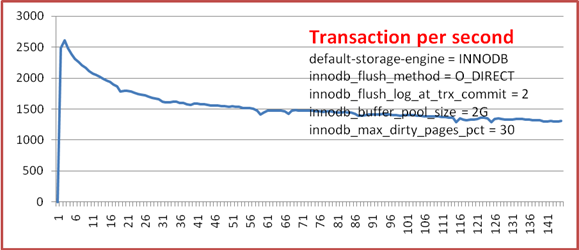 Transaction per second
default-storage-engine = INNODB
innodb_flush_method = O_DIRECT
innodb_flush_log_at_trx_commit = 2
innodb_buffer_pool_size = 2G
innodb_max_dirty_pages_pct = 30
3000
2500
2000
1500
1000
500
0
1 6 11 16 21 26 31 36 41 46 51 56 61 66 71 76 81 86 91 96 101 106 111 116 121 126 131 136 141